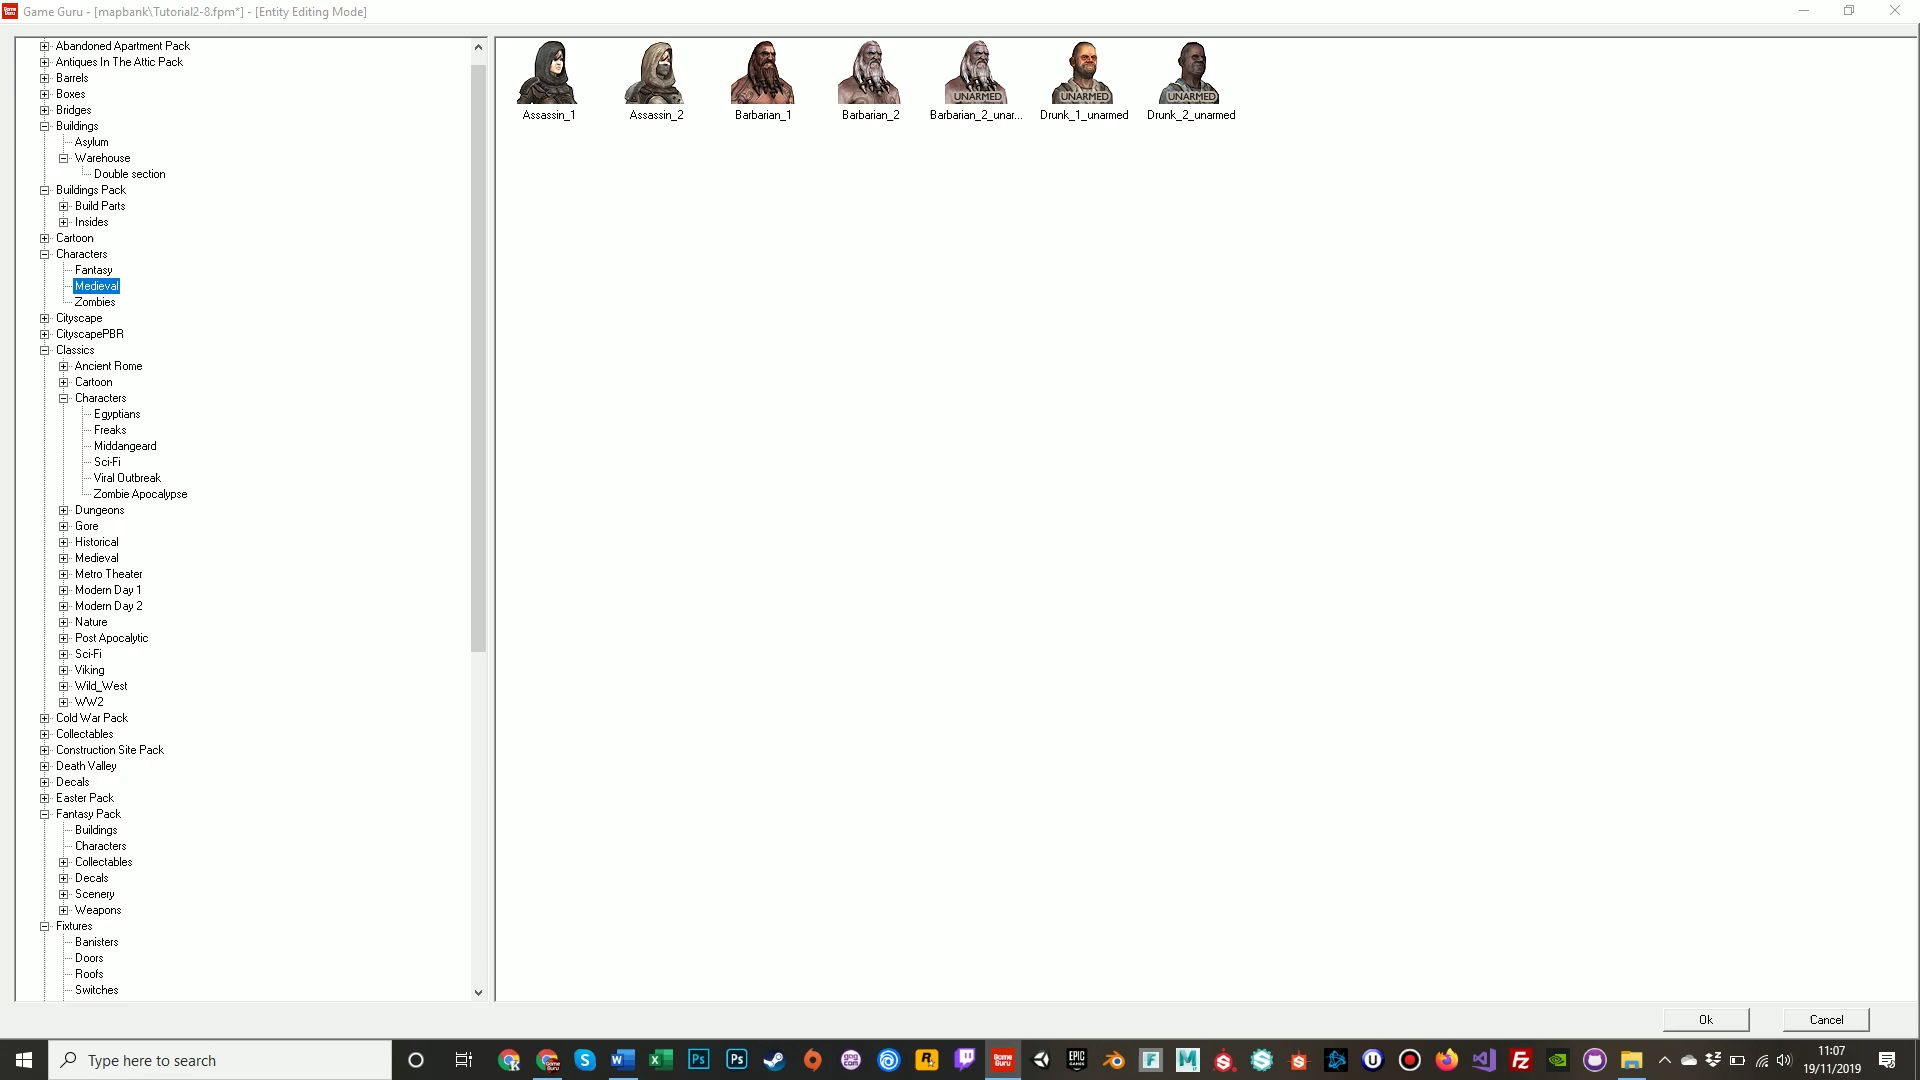 Game Guru - [mapbank\Tutorial2-8.fpm*] - [Entity Editing Mode]
Abandoned Apartment Pack
Antiques In The Attic Pack
Barrels
Boxes
Bridges
Buildings
Asylum
Warehouse
Double section
Buildings Pack
Build Parts
Insides
Cartoon
Characters
Fantasy
Medieval
Zombies
Cityscape
CityscapePBR
Classics
Ancient Rome
Cartoon
Characters
Egyptians
Freaks
Middangeard
Sci-Fi
Viral Outbreak
Zombie Apocalypse
Dungeons
Gore
Historical
Medieval
Metro Theater
Modern Day 1
Modern Day 2
Nature
Post Apocalytic
Sci-Fi
Viking
Wild_West
WW2
Cold War Pack
Collectables
Construction Site Pack
Death Valley
Decals
Easter Pack
Fantasy Pack
Buildings
Characters
Collectables
Decals
Scenery
Weapons
Fixtures
Banisters
Doors
Roofs
Switches
UNARMED UNARMED UNARMED
Assassin_1 Assassin_2 Barbarian_1 Barbarian_2 Barbarian_2_unar... Drunk_1_unarmed Drunk_2_unarmed
Ok Cancel
Type here to search
11:07
19/11/2019